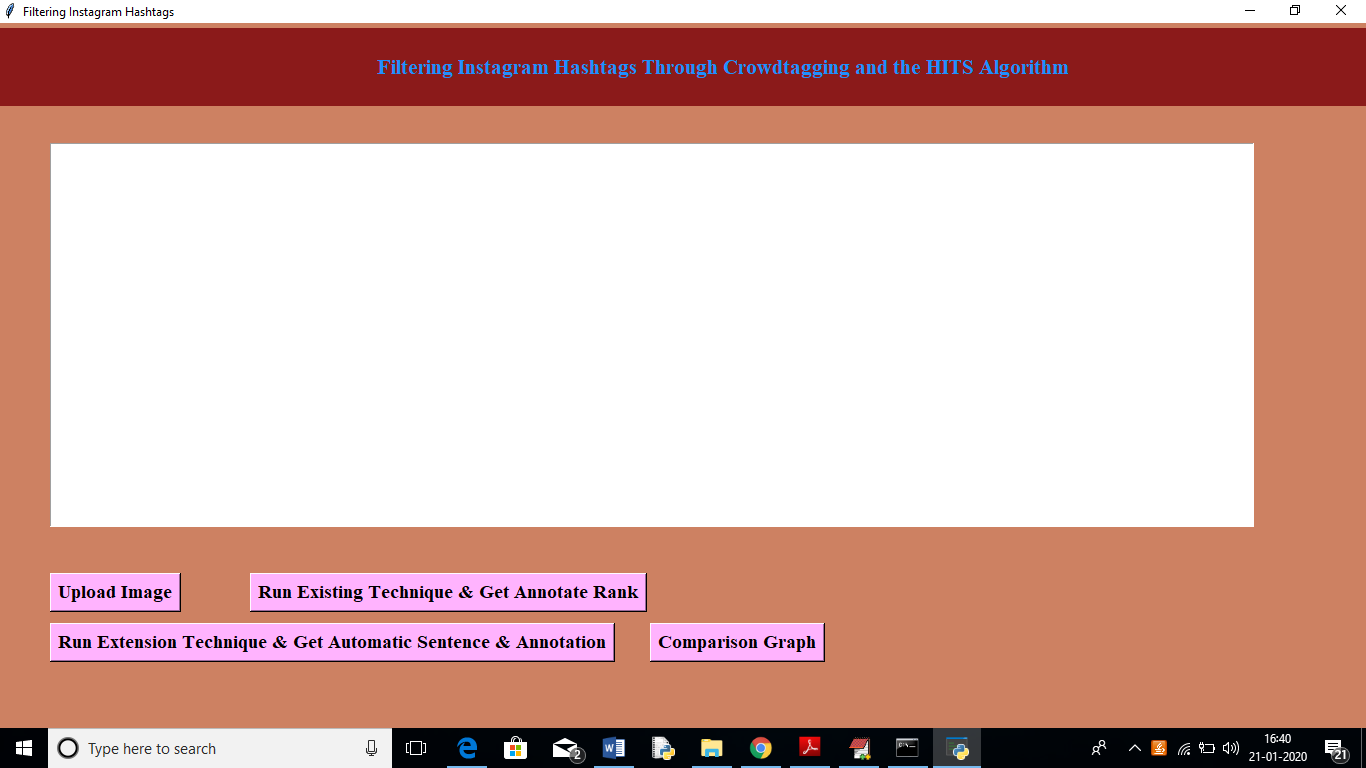 Filtering Instagram Hashtags
Filtering Instagram Hashtags Through Crowdtagging and the HITS Algorithm
Upload Image
Run Existing Technique & Get Annotate Rank
Run Extension Technique & Get Automatic Sentence & Annotation
Comparison Graph
Type here to search
2
16:40
21-01-2020
21